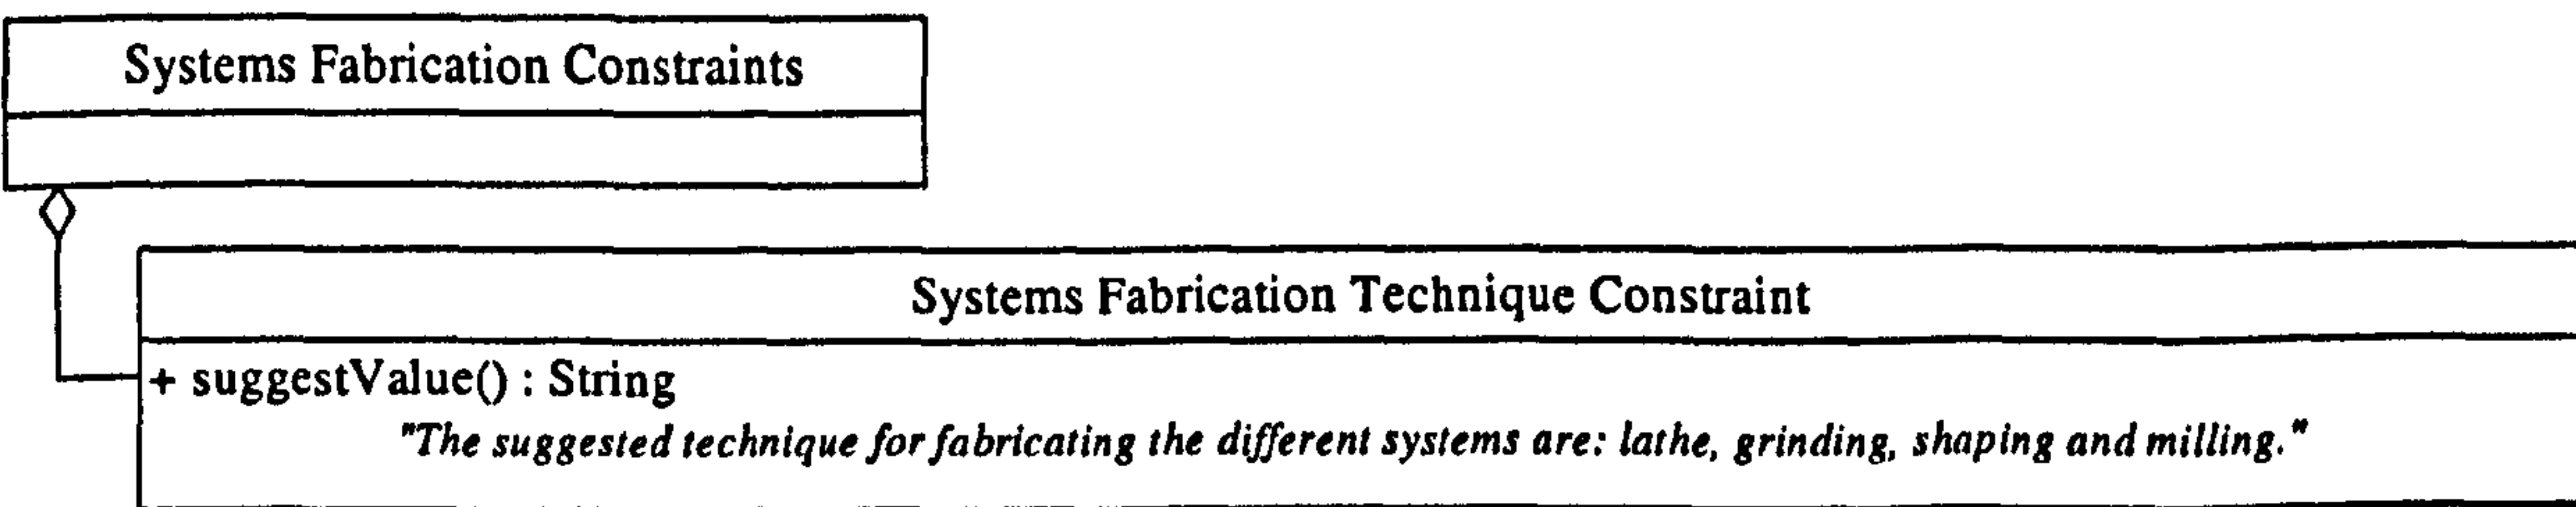 Systems Fabrication Constraints
Systems Fabrication Technique Constraint
+ suggestValue() : String
"The suggested technique for fabricating the different systems are: lathe, grinding, shaping and milling."